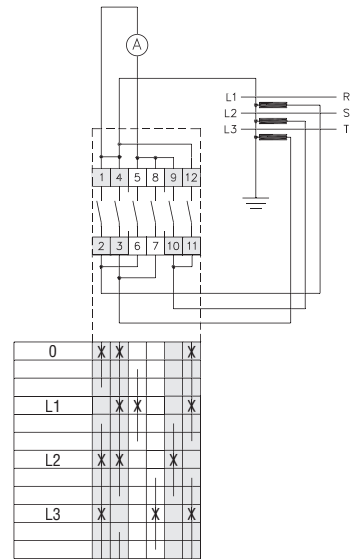 A
L1 R
L2 S
L3 T
1 4 5 8 9 12
2 3 6 7 10 11
0 X X X
L1 X X X
L2 X X X
L3 X X X